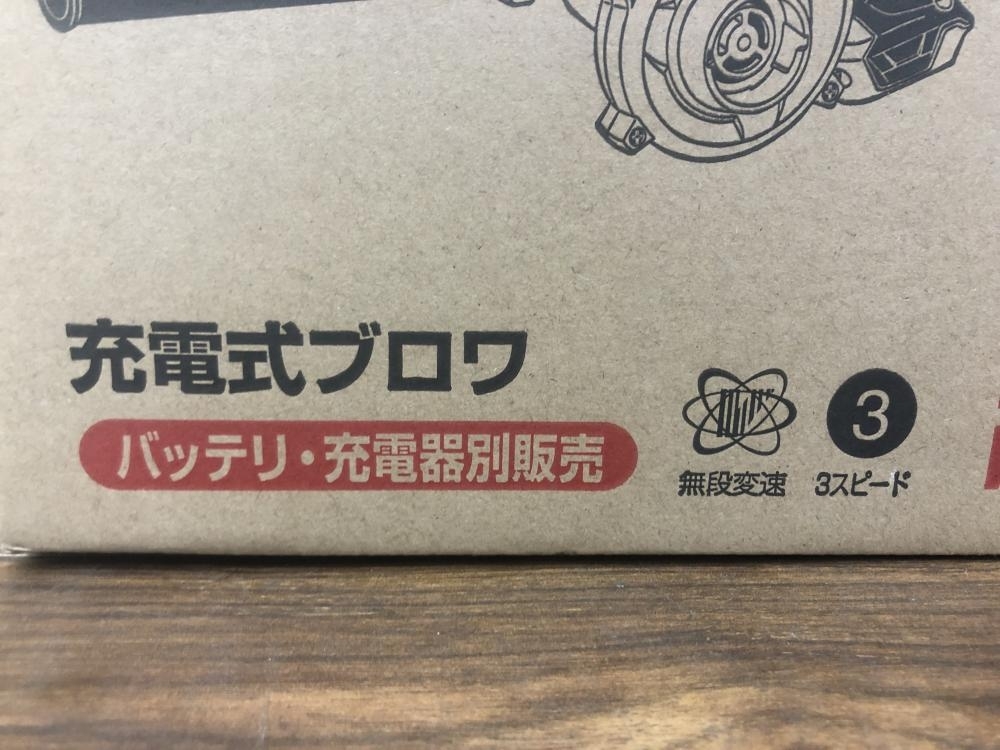 充電式ブロワ
バッテリ・充電器別販売
3
無段変速
3スピード